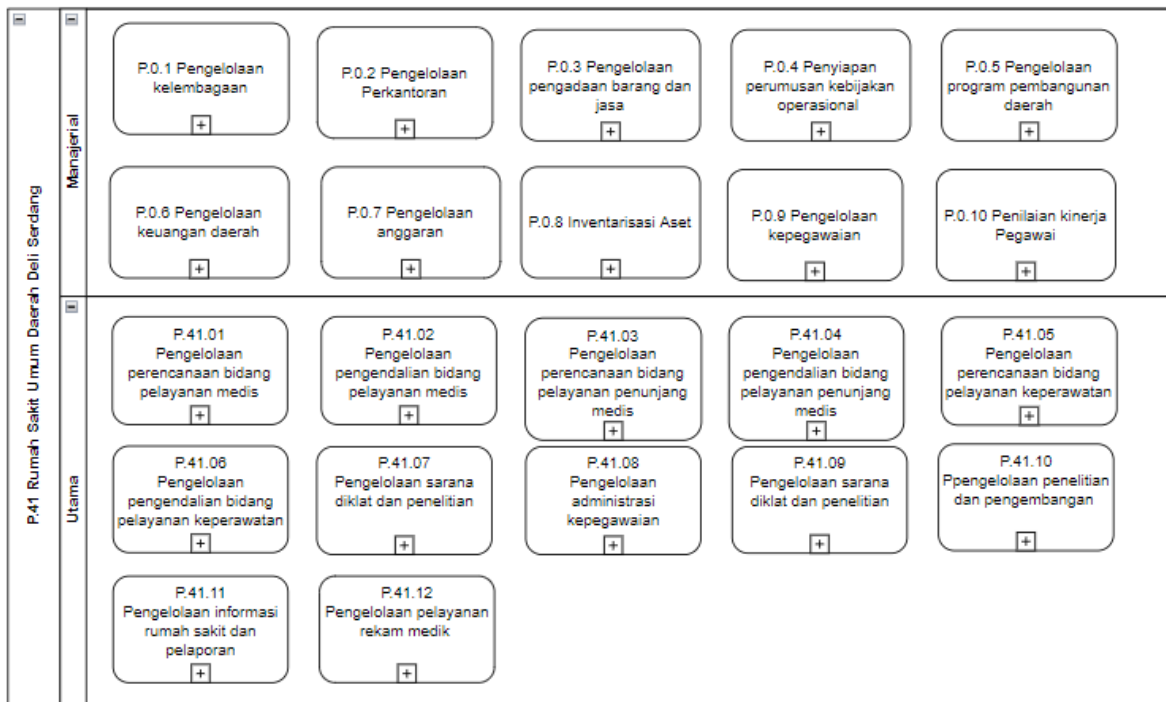 P.41 Rumah Sakit Umum Daerah Deli Serdang
Manajerial
P.0.1 Pengelolaan
kelembagaan
P.0.2 Pengelolaan
Perkantoran
P.0.3 Pengelolaan
pengadaan barang dan
jasa
P.0.4 Penyiapan
perumusan kebijakan
operasional
P.0.5 Pengelolaan
program pembangunan
daerah
P.0.6 Pengelolaan
keuangan daerah
P.0.7 Pengelolaan
anggaran
P.0.8 Inventarisasi Aset
P.0.9 Pengelolaan
kepegawaian
P.0.10 Penilaian kinerja
Pegawai
Utama
P.41.01
Pengelolaan
perencanaan bidang
pelayanan medis
P.41.02
Pengelolaan
pengendalian bidang
pelayanan medis
P.41.03
Pengelolaan
perencanaan bidang
pelayanan penunjang
medis
P.41.04
Pengelolaan
pengendalian bidang
pelayanan penunjang
medis
P.41.05
Pengelolaan
perencanaan bidang
pelayanan keperawatan
P.41.06
Pengelolaan
pengendalian bidang
pelayanan keperawatan
P.41.07
Pengelolaan sarana
diklat dan penelitian
P.41.08
Pengelolaan
administrasi
kepegawaian
P.41.09
Pengelolaan sarana
diklat dan penelitian
P.41.10
Ppengelolaan penelitian
dan pengembangan
P.41.11
Pengelolaan informasi
rumah sakit dan
pelaporan
P.41.12
Pengelolaan pelayanan
rekam medik